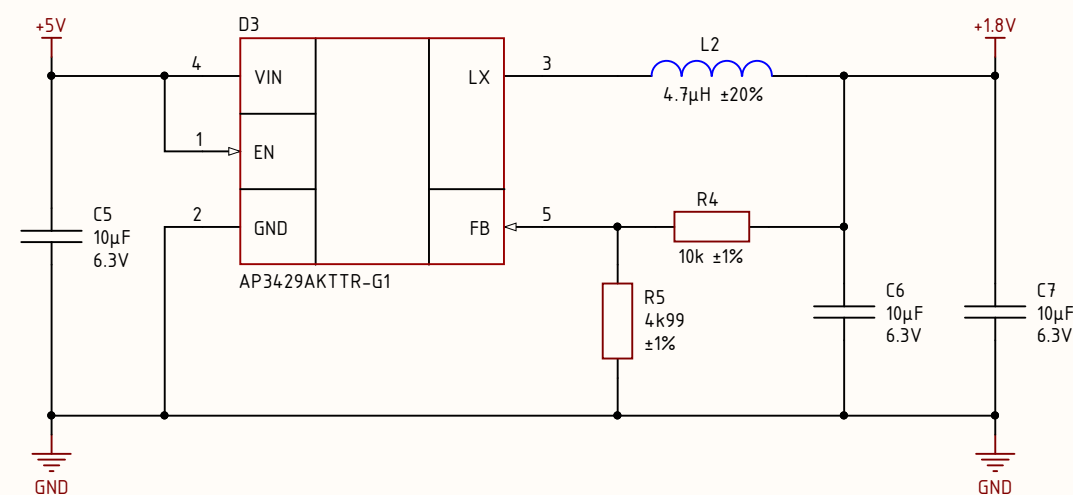 +5V
D3
+1.8V
4
VIN
LX
3
L2
4.7µH ±20%
1
EN
2
GND
FB
5
R4
10k ±1%
AP3429AKTTR-G1
C5
10µF
6.3V
R5
4k99
±1%
C6
10µF
6.3V
C7
10µF
6.3V
GND
GND